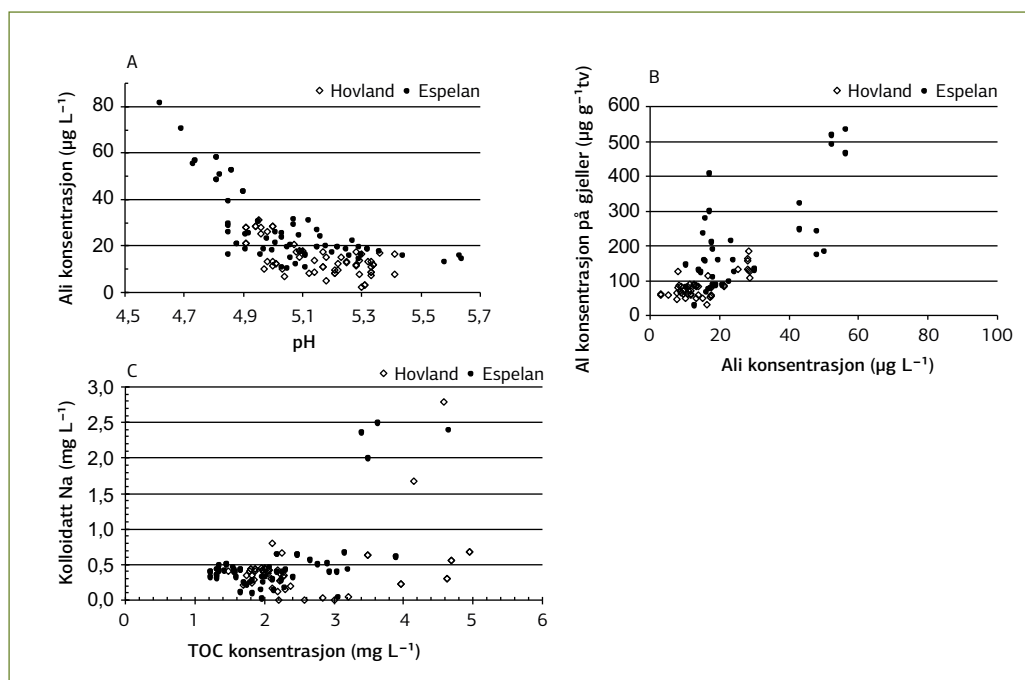 A
◇ Hovland ● Espelan
Ali konsentrasjon (µg L⁻¹)
80
60
40
20
0
4,5 4,7 4,9 5,1 5,3 5,5 5,7
pH
B
◇ Hovland ● Espelan
Al konsentrasjon på gjeller (µg g⁻¹tv)
600
500
400
300
200
100
0
0 20 40 60 80 100
Ali konsentrasjon (µg L⁻¹)
C
◇ Hovland ● Espelan
Kolloidatt Na (mg L⁻¹)
3,0
2,5
2,0
1,5
1,0
0,5
0,0
0 1 2 3 4 5 6
TOC konsentrasjon (mg L⁻¹)